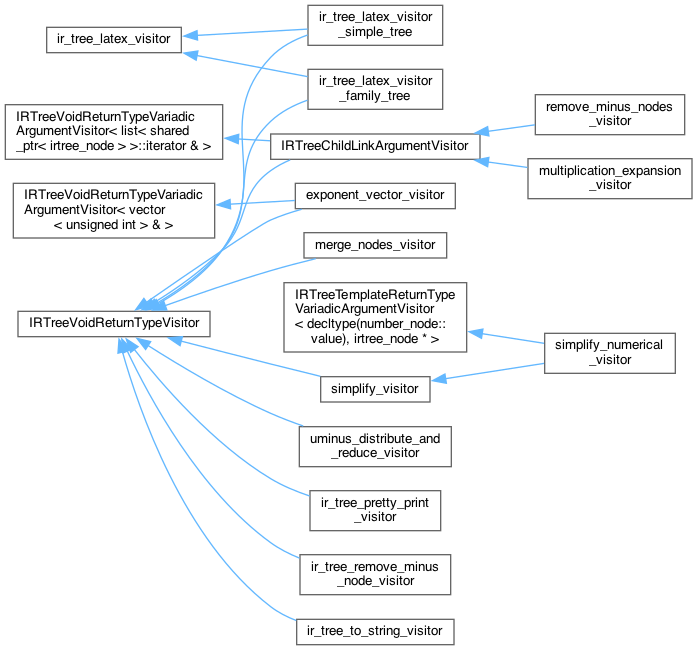 ir_tree_latex_visitor
_simple_tree
ir_tree_latex_visitor
ir_tree_latex_visitor
_family_tree
IRTreeVoidReturnTypeVariadic
ArgumentVisitor< list< shared
_ptr< irtree_node > >::iterator & >
IRTreeChildLinkArgumentVisitor
remove_minus_nodes
_visitor
multiplication_expansion
_visitor
IRTreeVoidReturnTypeVariadic
ArgumentVisitor< vector
< unsigned int > & >
exponent_vector_visitor
merge_nodes_visitor
IRTreeVoidReturnTypeVisitor
IRTreeTemplateReturnType
VariadicArgumentVisitor
< decltype(number_node::
value), irtree_node * >
simplify_numerical
_visitor
simplify_visitor
uminus_distribute_and
_reduce_visitor
ir_tree_pretty_print
_visitor
ir_tree_remove_minus
_node_visitor
ir_tree_to_string_visitor